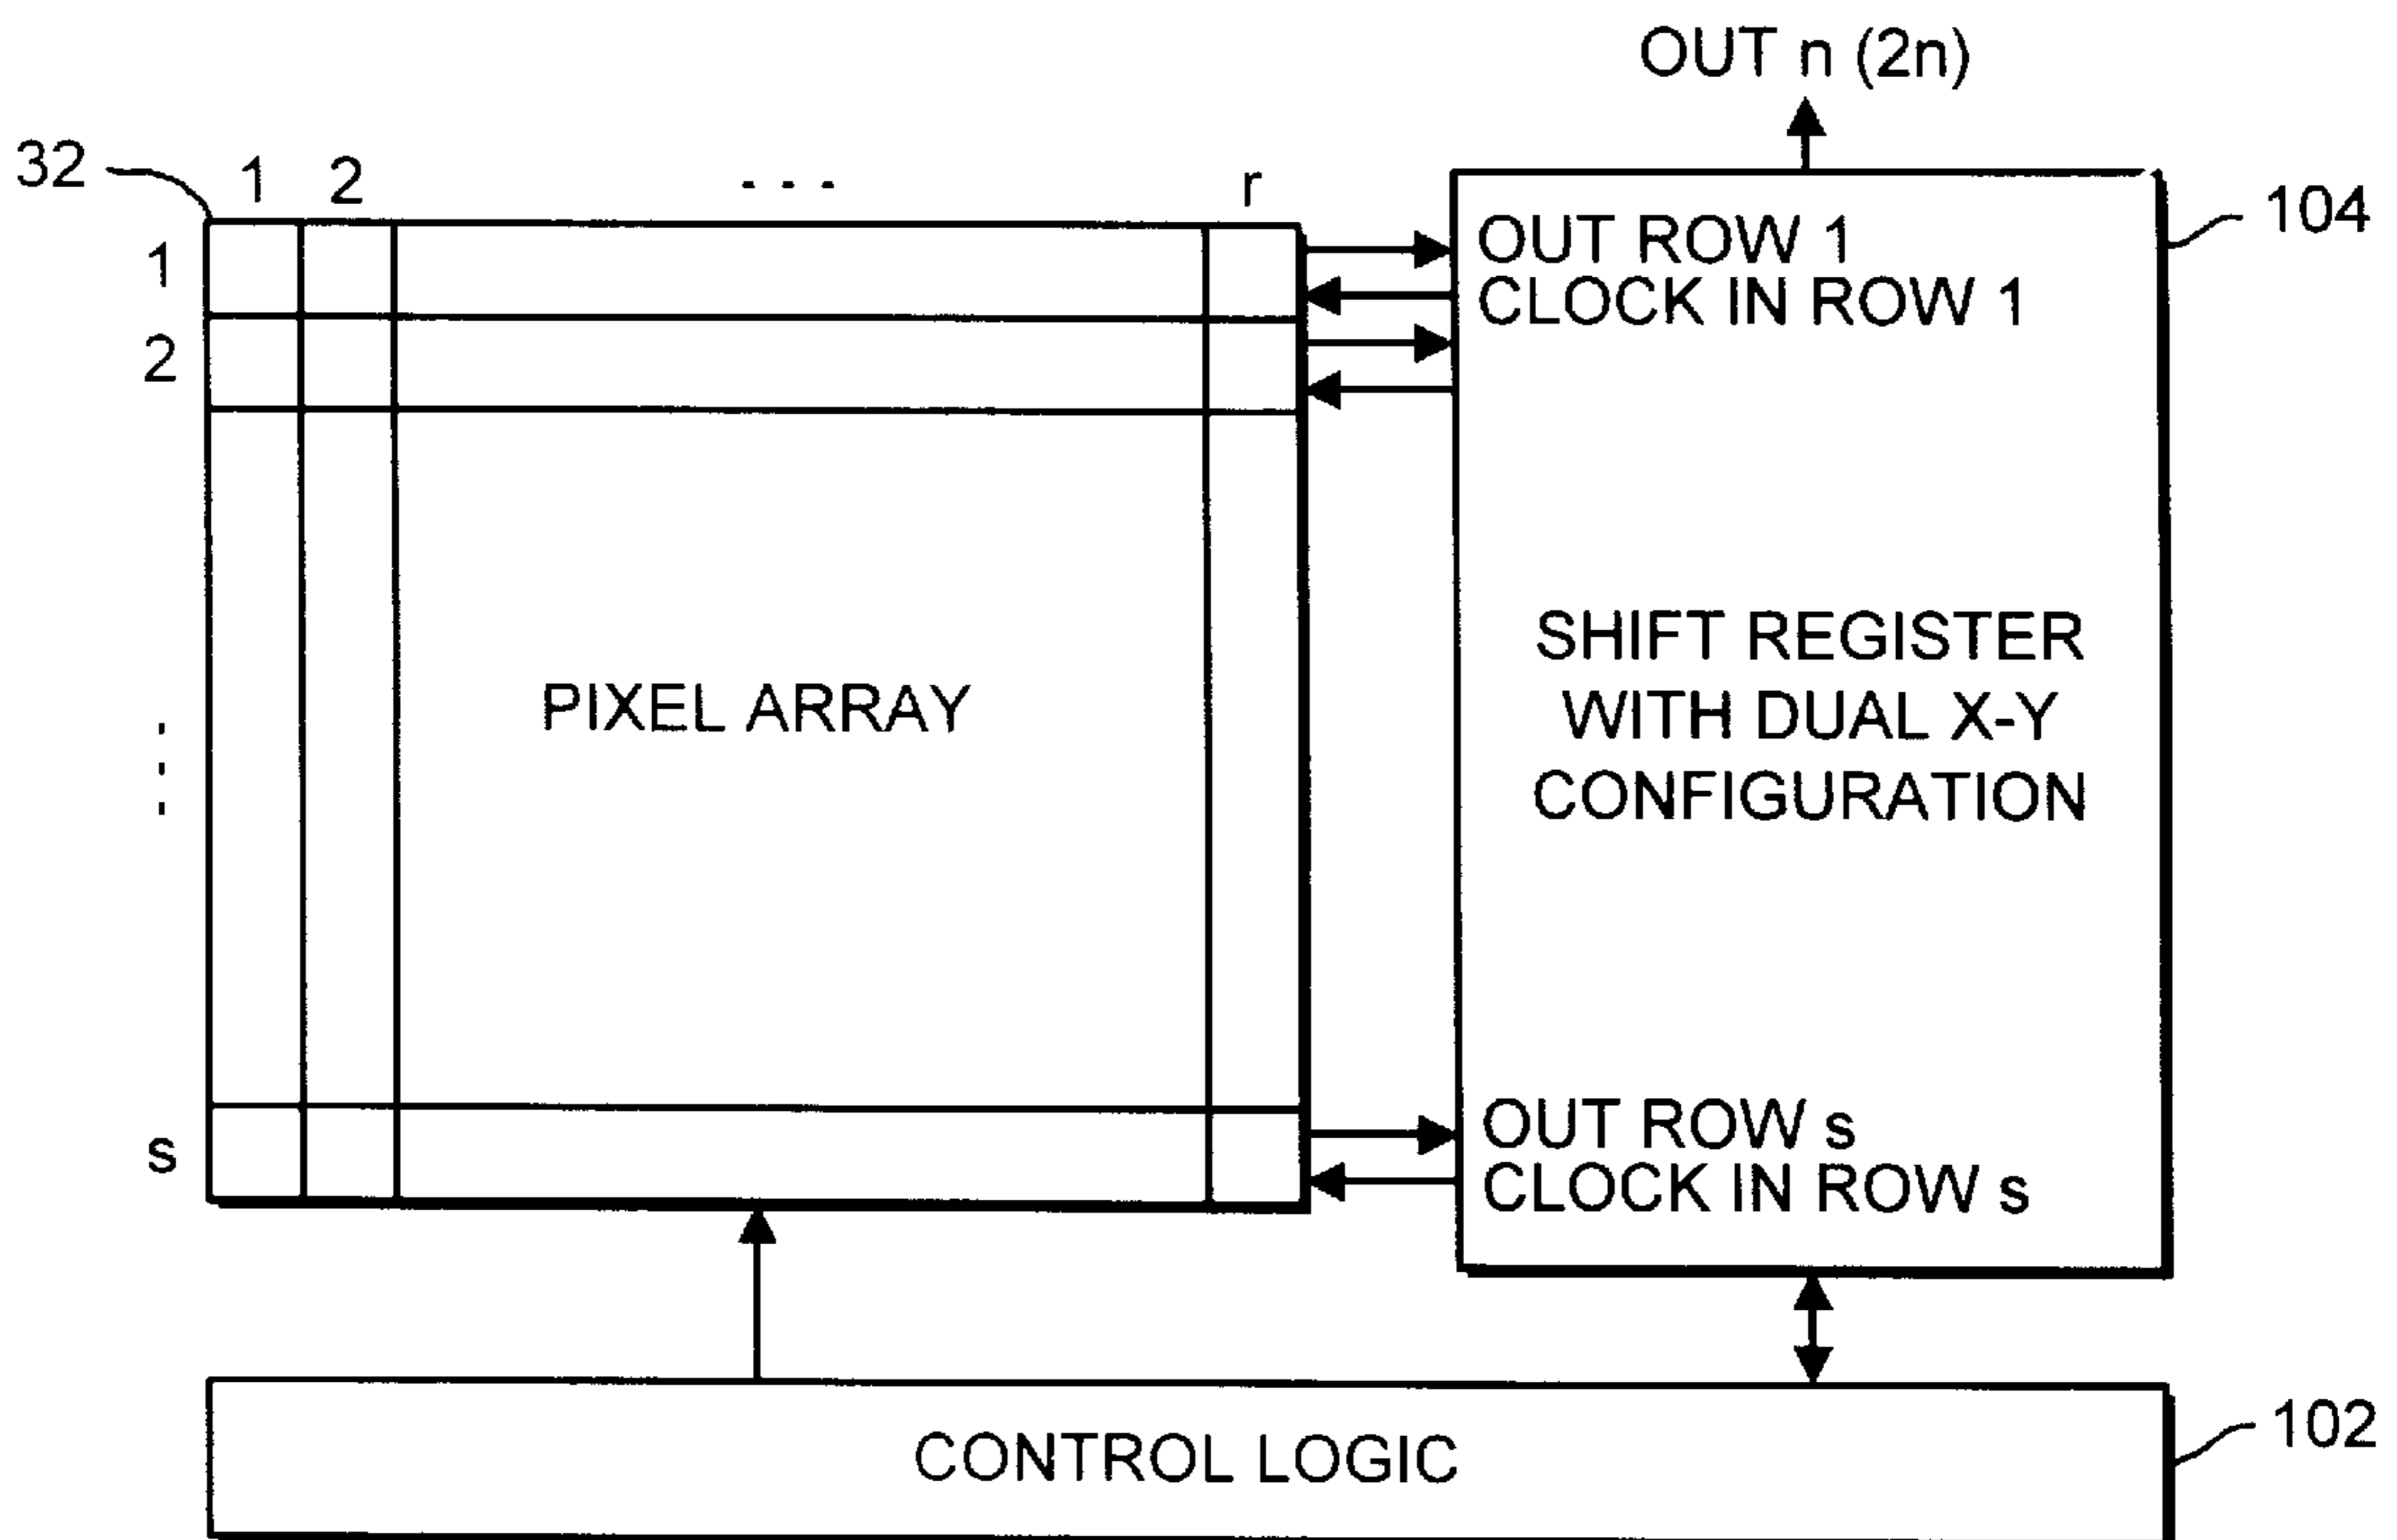 OUT n (2n)
32
1 2 - - - r
104
1
OUT ROW 1
CLOCK IN ROW 1
2
PIXEL ARRAY
SHIFT REGISTER
WITH DUAL X-Y
CONFIGURATION
s
OUT ROW s
CLOCK IN ROW s
CONTROL LOGIC
102